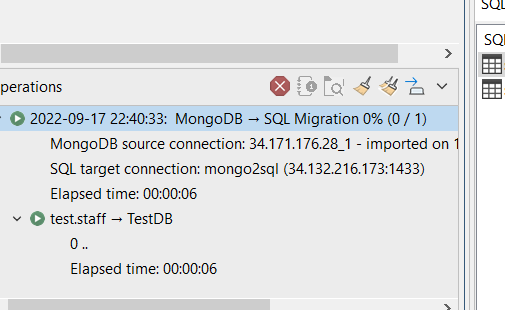 SQL
SQL
perations
2022-09-17 22:40:33: MongoDB → SQL Migration 0% (0 / 1)
MongoDB source connection: 34.171.176.28_1 - imported on 1
SQL target connection: mongo2sql (34.132.216.173:1433)
Elapsed time: 00:00:06
test.staff → TestDB
0 ..
Elapsed time: 00:00:06